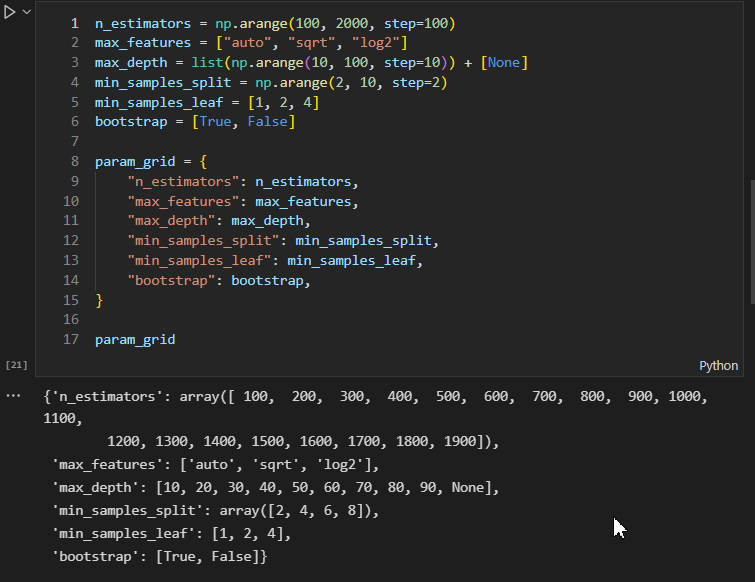 1 n_estimators = np.arange(100, 2000, step=100)
2 max_features = ["auto", "sqrt", "log2"]
3 max_depth = list(np.arange(10, 100, step=10)) + [None]
4 min_samples_split = np.arange(2, 10, step=2)
5 min_samples_leaf = [1, 2, 4]
6 bootstrap = [True, False]
7
8 param_grid = {
9     "n_estimators": n_estimators,
10     "max_features": max_features,
11     "max_depth": max_depth,
12     "min_samples_split": min_samples_split,
13     "min_samples_leaf": min_samples_leaf,
14     "bootstrap": bootstrap,
15 }
16
17 param_grid
[21]
Python
{'n_estimators': array([ 100,  200,  300,  400,  500,  600,  700,  800,  900, 1000,
1100,
        1200, 1300, 1400, 1500, 1600, 1700, 1800, 1900]),
 'max_features': ['auto', 'sqrt', 'log2'],
 'max_depth': [10, 20, 30, 40, 50, 60, 70, 80, 90, None],
 'min_samples_split': array([2, 4, 6, 8]),
 'min_samples_leaf': [1, 2, 4],
 'bootstrap': [True, False]}